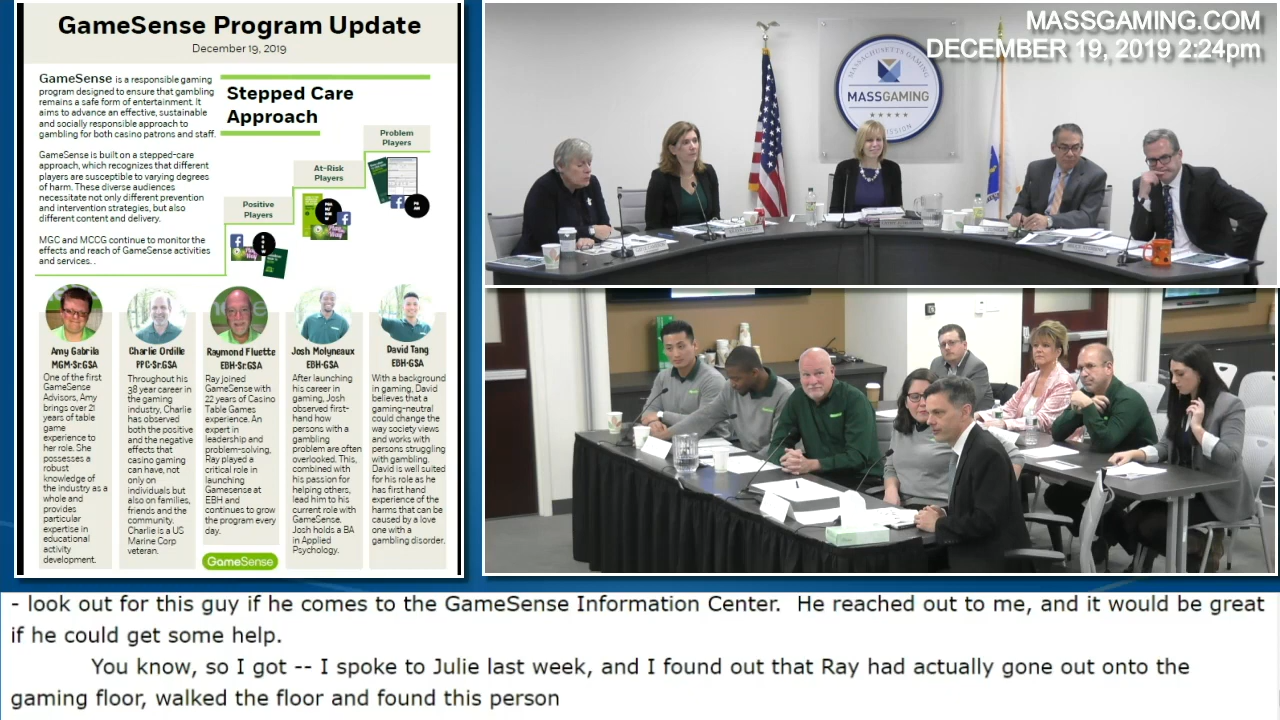 GameSense Program Update
December 19, 2019
GameSense is a responsible gaming
program designed to ensure that gambling
remains a safe form of entertainment. It
aims to advance an effective, sustainable
and socially responsible approach to
gambling for both casino patrons and staff.
GameSense is built on a stepped-care
approach, which recognizes that different
players are susceptible to varying degrees
of harm. These diverse audiences
necessitate not only different prevention
and intervention strategies, but also
different content and delivery.
MGC and MCCG continue to monitor the
effects and reach of GameSense activities
and services. .
Stepped Care
Approach
Positive
Players
At-Risk
Players
Problem
Players
Amy Gabrila
MGM-Sr.GSA
One of the first
GameSense
Advisors, Amy
brings over 21
years of table
game
experience to
her role. She
possesses a
robust
knowledge of
the industry as a
whole and
provides
particular
expertise in
educational
activity
development.
Charlie Ordille
PPC-Sr.GSA
Throughout his
38 year career in
the gaming
industry, Charlie
has observed
both the positive
and the negative
effects that
casino gaming
can have, not
only on
individuals but
also on families,
friends and the
community.
Charlie is a US
Marine Corp
veteran.
Raymond Fluette
EBH-Sr.GSA
Ray joined
GameSense with
22 years of Casino
Table Games
experience. An
expert in
leadership and
problem-solving,
Ray played a
critical role in
launching
Gamesense at
EBH and
continues to grow
the program every
day.
GameSense
Josh Molyneaux
EBH-GSA
After launching
his career in
gaming, Josh
observed first-
hand how
persons with a
gambling
problem are often
overlooked. This,
combined with
his passion for
helping others,
lead him to his
current role with
GameSense.
Josh holds a BA
in Applied
Psychology.
David Tang
EBH-GSA
With a background
in gaming, David
believes that a
gaming-neutral
could change the
way society views
and works with
persons struggling
with gambling.
David is well suited
for his role as he
has first hand
experience of the
harms that can be
caused by a love
one with a
gambling disorder.
MASSGAMING.COM
DECEMBER 19, 2019 2:24pm
MASSACHUSETTS GAMING
MASSGAMING
COMMISSION
- look out for this guy if he comes to the GameSense Information Center. He reached out to me, and it would be great
if he could get some help.
You know, so I got -- I spoke to Julie last week, and I found out that Ray had actually gone out onto the
gaming floor, walked the floor and found this person